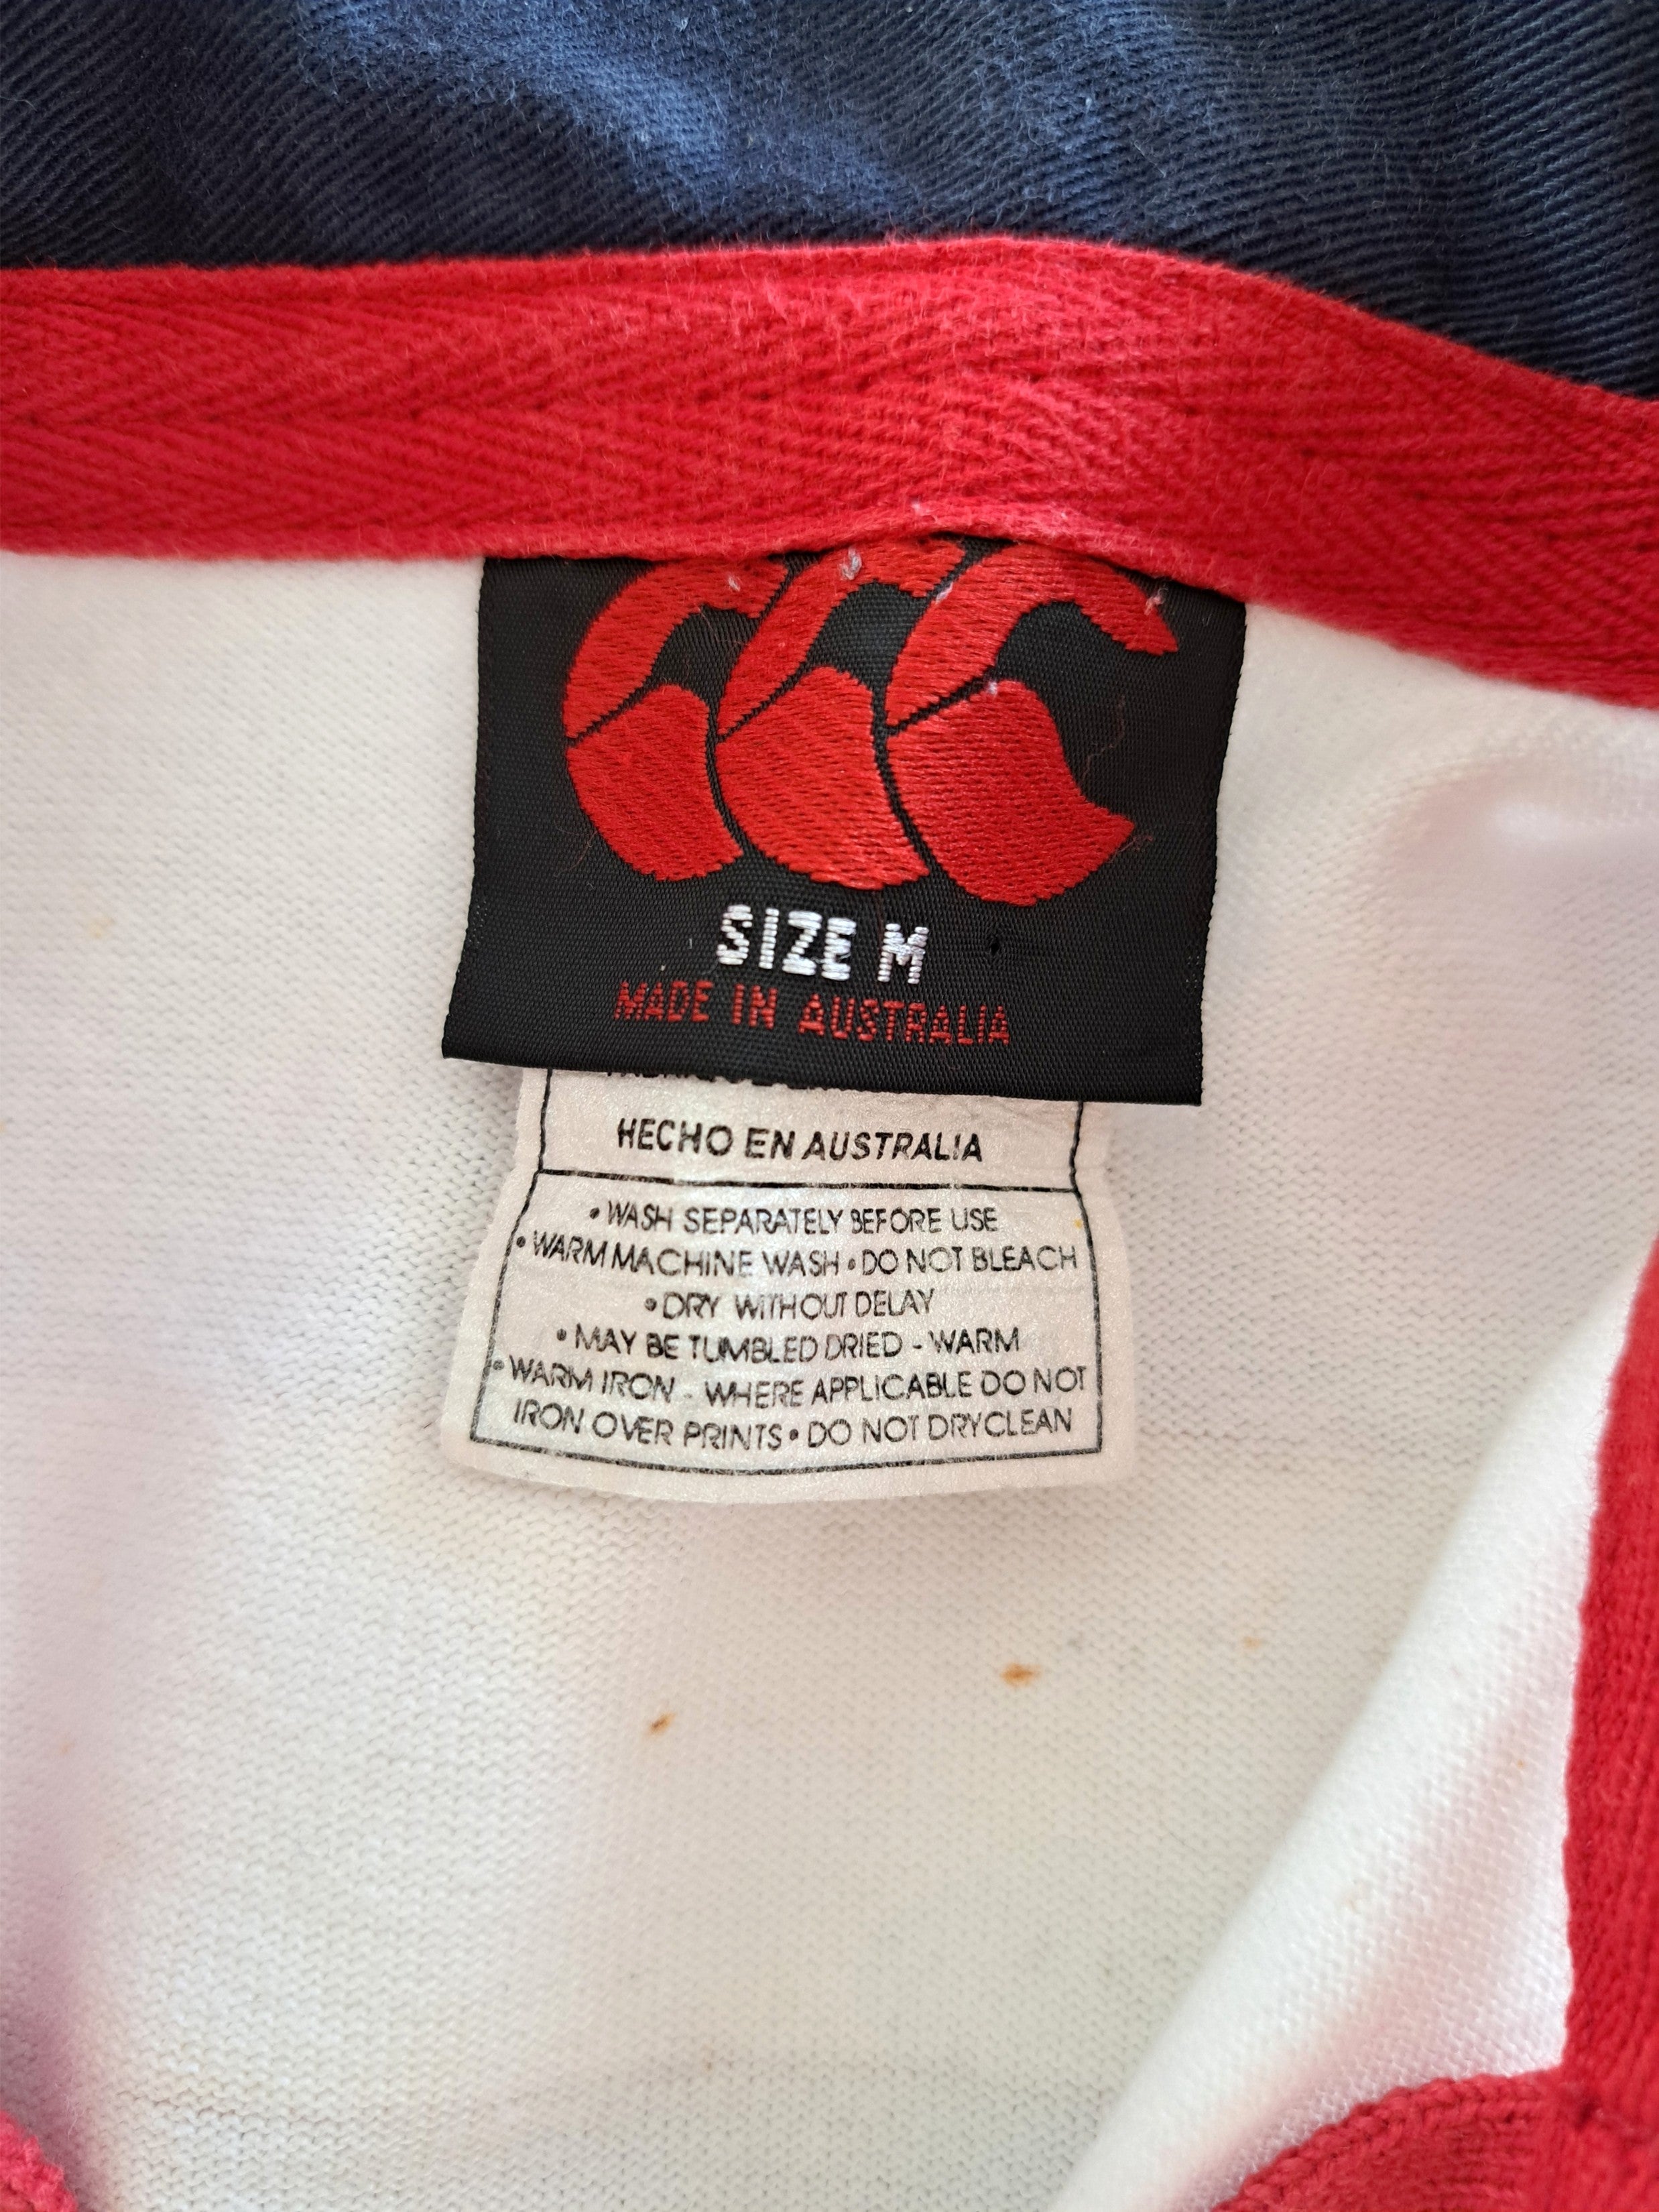 SIZE M
MADE IN AUSTRALIA
HECHO EN AUSTRALIA
• WASH SEPARATELY BEFORE USE
• WARM MACHINE WASH • DO NOT BLEACH
• DRY WITHOUT DELAY
• MAY BE TUMBLED DRIED - WARM
• WARM IRON - WHERE APPLICABLE DO NOT
IRON OVER PRINTS • DO NOT DRYCLEAN